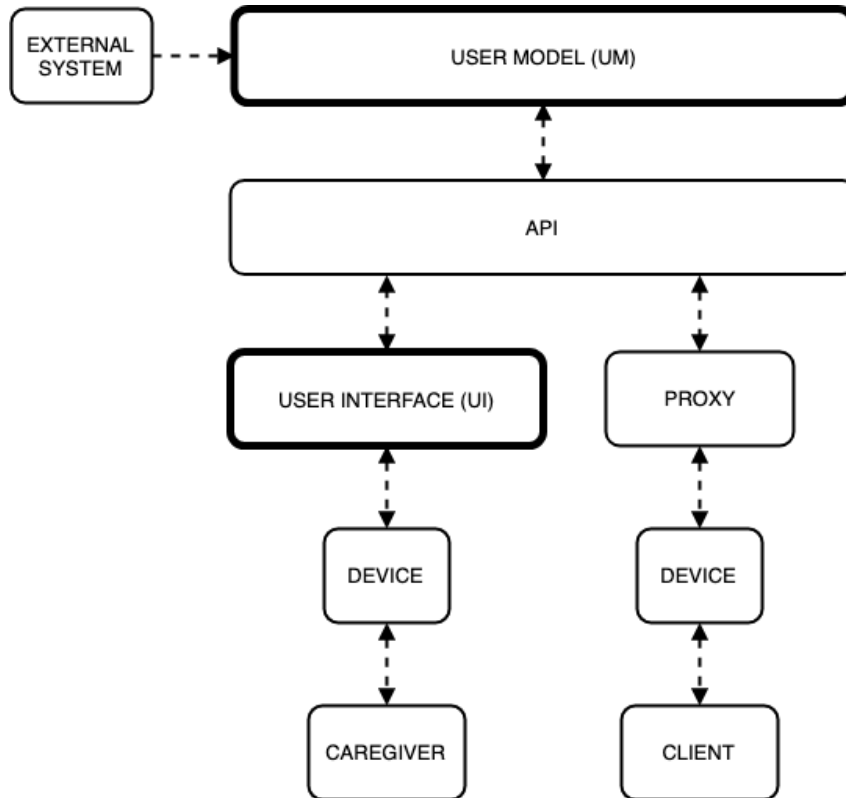 EXTERNAL
SYSTEM
USER MODEL (UM)
API
USER INTERFACE (UI)
PROXY
DEVICE
DEVICE
CAREGIVER
CLIENT